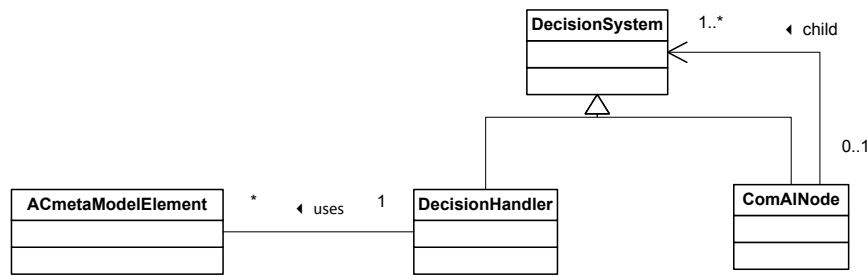 DecisionSystem
1..*
◄ child
0..1
ACmetaModelElement
*
◄ uses
1
DecisionHandler
ComAINode